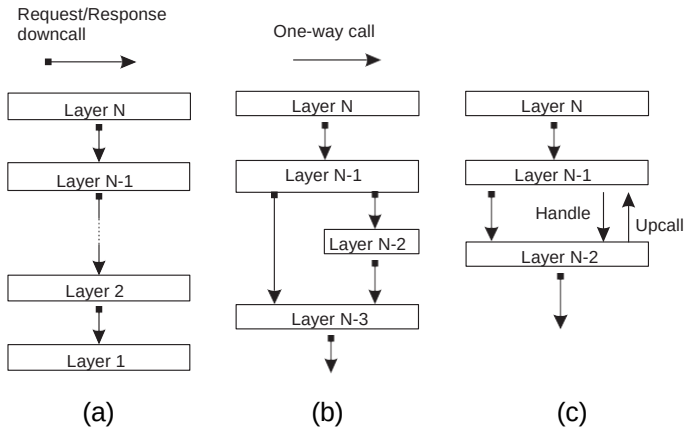 Request/Response
downcall
One-way call
Layer N
Layer N-1
Layer 2
Layer 1
(a)
Layer N
Layer N-1
Layer N-2
Layer N-3
(b)
Layer N
Layer N-1
Handle
Upcall
Layer N-2
(c)